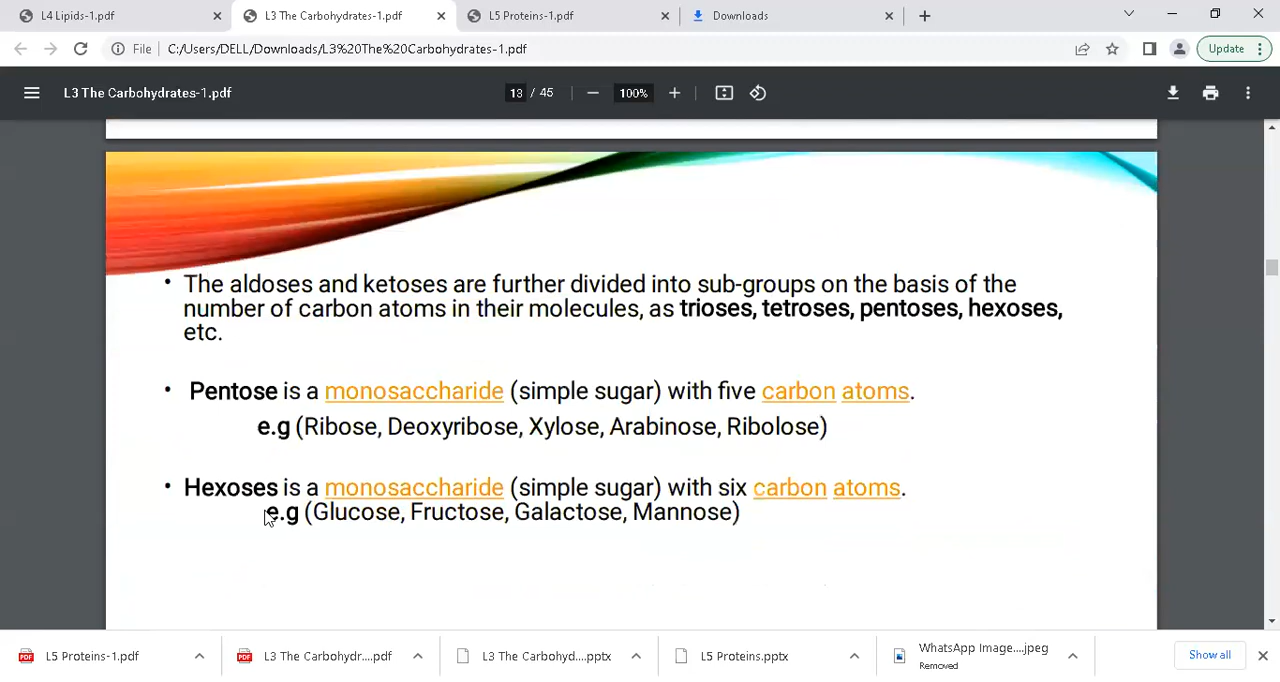 L4 Lipids-1.pdf
L3 The Carbohydrates-1.pdf
L5 Proteins-1.pdf
Downloads
File
C:/Users/DELL/Downloads/L3%20The%20Carbohydrates-1.pdf
Update
L3 The Carbohydrates-1.pdf
13 / 45
100%
• The aldoses and ketoses are further divided into sub-groups on the basis of the
number of carbon atoms in their molecules, as trioses, tetroses, pentoses, hexoses,
etc.
• Pentose is a monosaccharide (simple sugar) with five carbon atoms.
e.g (Ribose, Deoxyribose, Xylose, Arabinose, Ribolose)
• Hexoses is a monosaccharide (simple sugar) with six carbon atoms.
e.g (Glucose, Fructose, Galactose, Mannose)
L5 Proteins-1.pdf
L3 The Carbohydr....pdf
L3 The Carbohyd....pptx
L5 Proteins.pptx
WhatsApp Image....jpeg
Removed
Show all